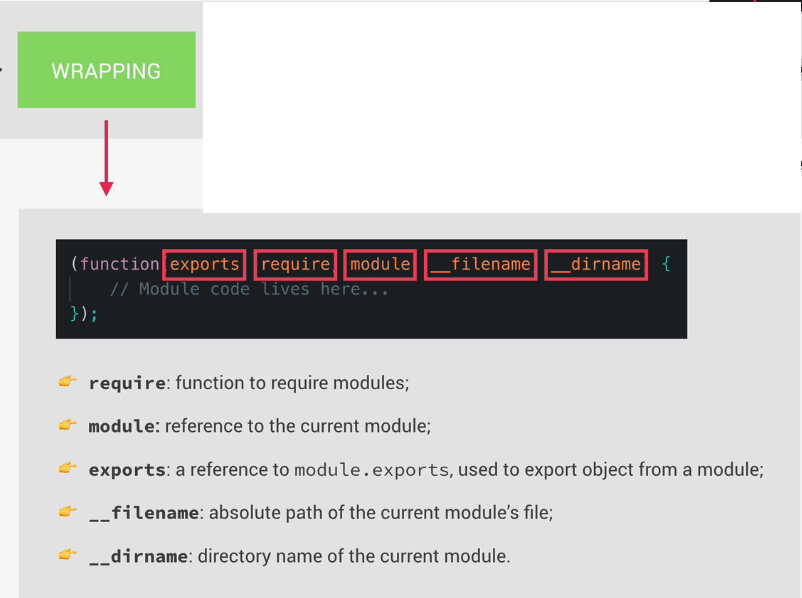 WRAPPING
(function exports require, module __filename, __dirname {
// Module code lives here...
});
👉 require: function to require modules;
👉 module: reference to the current module;
👉 exports: a reference to module.exports, used to export object from a module;
👉 __filename: absolute path of the current module’s file;
👉 __dirname: directory name of the current module.